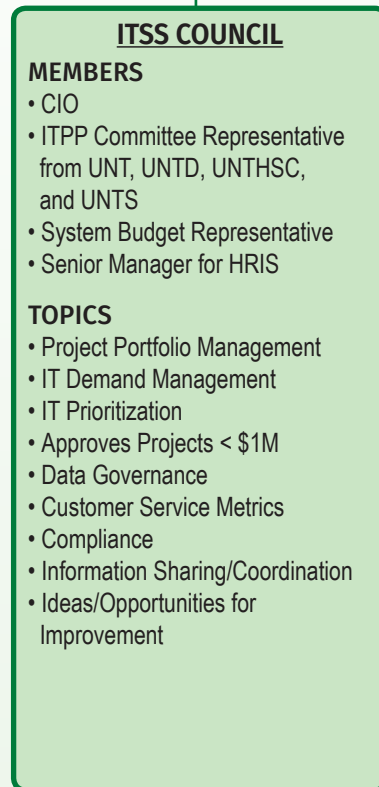 ITSS COUNCIL
MEMBERS
• CIO
• ITPP Committee Representative
from UNT, UNTD, UNTHSC,
and UNTS
• System Budget Representative
• Senior Manager for HRIS
TOPICS
• Project Portfolio Management
• IT Demand Management
• IT Prioritization
• Approves Projects < $1M
• Data Governance
• Customer Service Metrics
• Compliance
• Information Sharing/Coordination
• Ideas/Opportunities for
Improvement